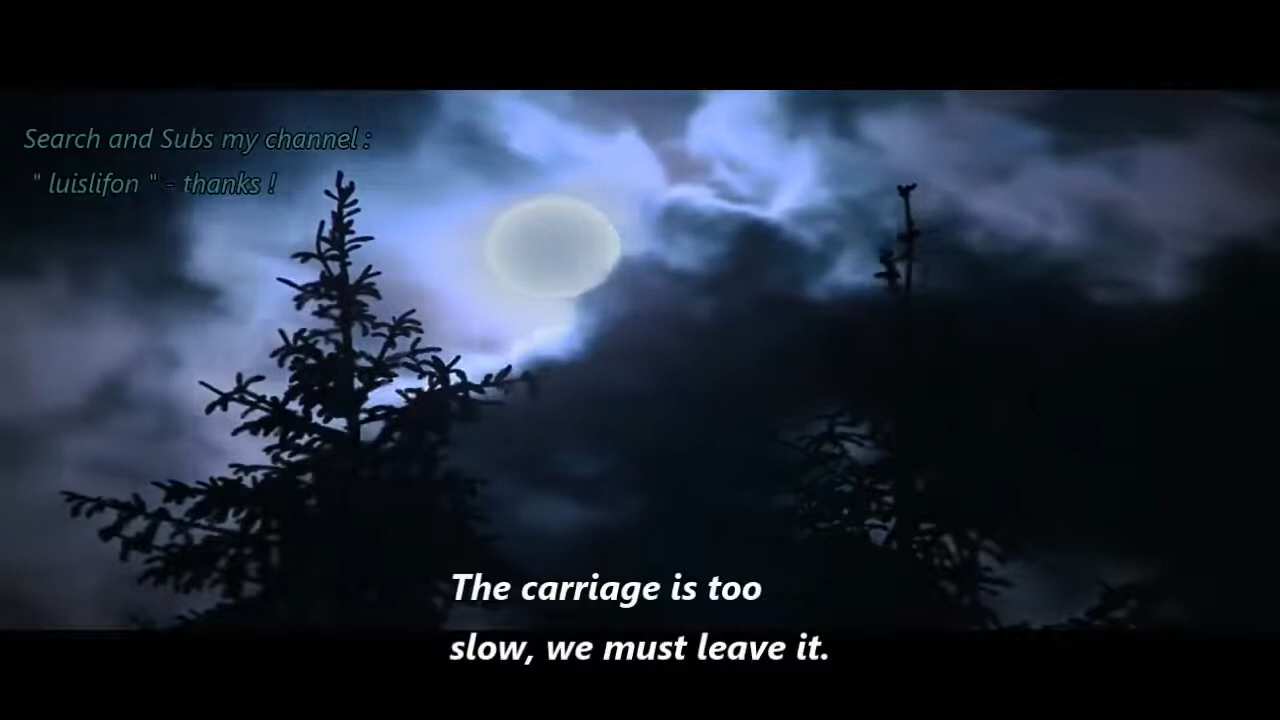 Search and Subs my channel :
" luislifon " - thanks !
The carriage is too
slow, we must leave it.